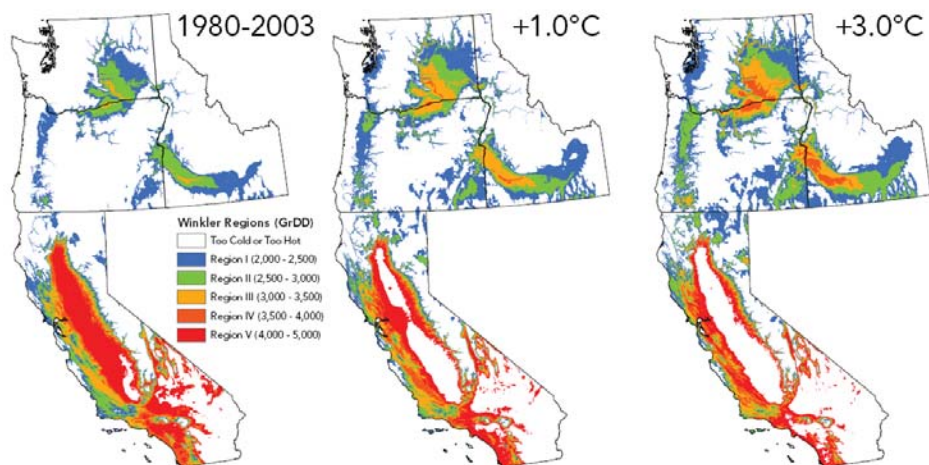 1980-2003
+1.0°C
+3.0°C
Winkler Regions (GrDD)
Too Cold or Too Hot
Region I (2,000 - 2,500)
Region II (2,500 - 3,000)
Region III (3,000 - 3,500)
Region IV (3,500 - 4,000)
Region V (4,000 - 5,000)